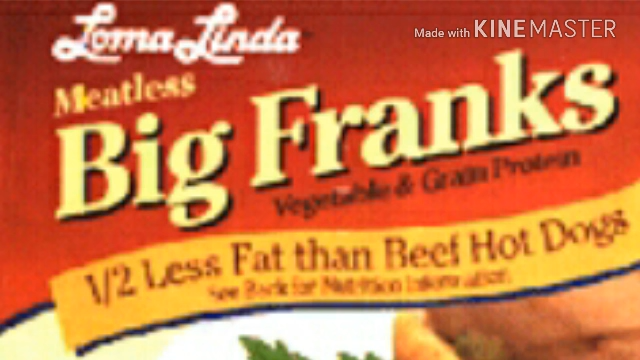 Loma Linda
Made with KINEMASTER
Meatless
Big Franks
Vegetable & Grain Protein
1/2 Less Fat than Beef Hot Dogs
See Back for Nutrition Information